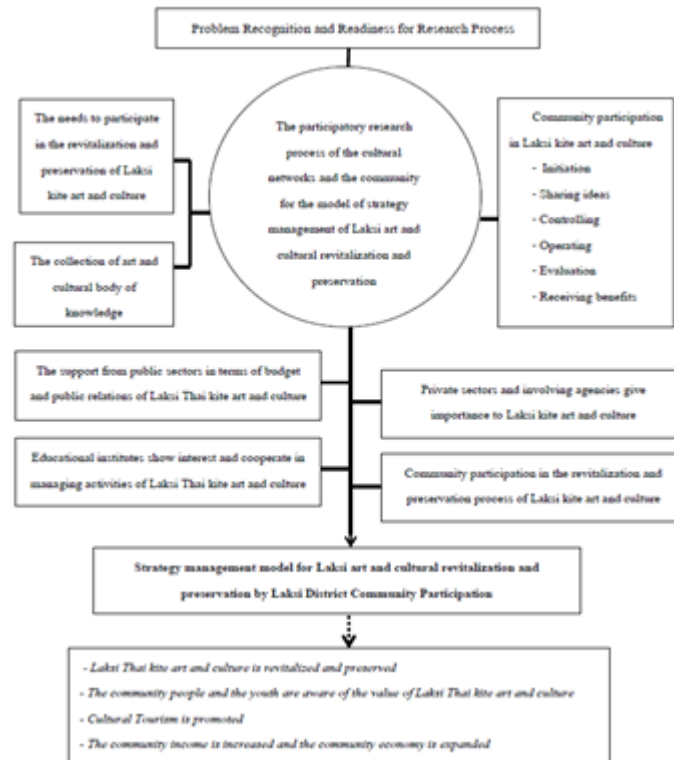 Problem Recognition and Readiness for Research Process
The needs to participate
in the revitalization and
preservation of Laksi
kite art and culture
The collection of art and
cultural body of
knowledge
The participatory research
process of the cultural
networks and the community
for the model of strategy
management of Laksi art and
cultural revitalization and
preservation
Community participation
in Laksi kite art and culture
- Initiation
- Sharing ideas
- Controlling
- Operating
- Evaluation
- Receiving benefits
The support from public sectors in terms of budget
and public relations of Laksi Thai kite art and culture
Private sectors and involving agencies give
importance to Laksi kite art and culture
Educational institutes show interest and cooperate in
managing activities of Laksi Thai kite art and culture
Community participation in the revitalization and
preservation process of Laksi kite art and culture
Strategy management model for Laksi art and cultural revitalization and
preservation by Laksi District Community Participation
- Laksi Thai kite art and culture is revitalized and preserved
- The community people and the youth are aware of the value of Laksi Thai kite art and culture
- Cultural Tourism is promoted
- The community income is increased and the community economy is expanded